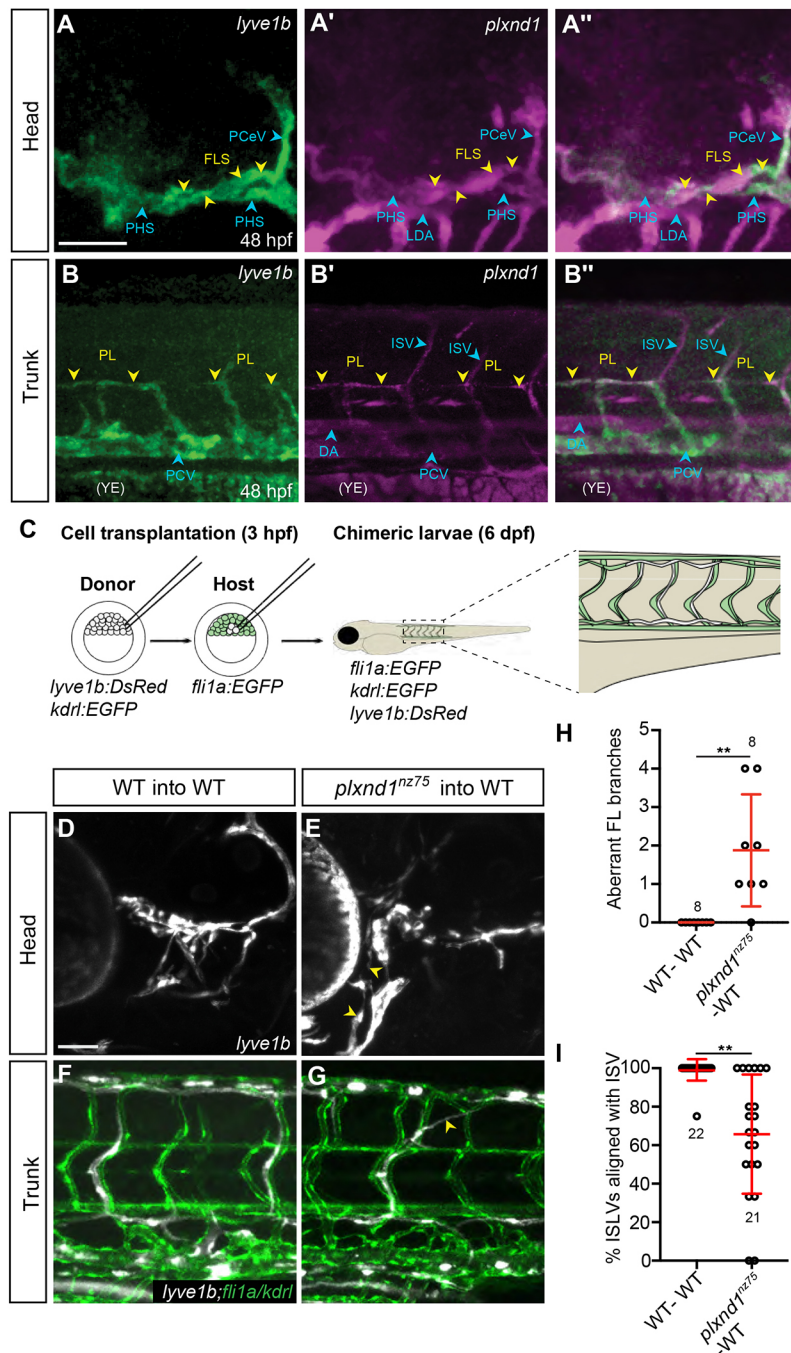 Head
A
lyve1b
PCeV
FLS
PHS
PHS
48 hpf
A'
plxnd1
PCeV
FLS
PHS
PHS
LDA
A"
PCeV
FLS
PHS
PHS
LDA
Trunk
B
lyve1b
PL
PL
PCV
(YE)
48 hpf
B'
plxnd1
ISV
ISV
PL
PL
DA
PCV
(YE)
B"
ISV
ISV
PL
PL
DA
PCV
(YE)
C
Cell transplantation (3 hpf)
Chimeric larvae (6 dpf)
Donor
Host
lyve1b:DsRed
kdrl:EGFP
fli1a:EGFP
fli1a:EGFP
kdrl:EGFP
lyve1b:DsRed
WT into WT
plxnd1nz75 into WT
Head
D
E
lyve1b
Trunk
F
G
lyve1b;fli1a/kdrl
H
Aberrant FL branches
5
4
3
2
1
0
8
**
8
WT- WT
plxnd1nz75
-WT
I
% ISLVs aligned with ISV
100
80
60
40
20
0
**
22
21
WT- WT
plxnd1nz75
-WT